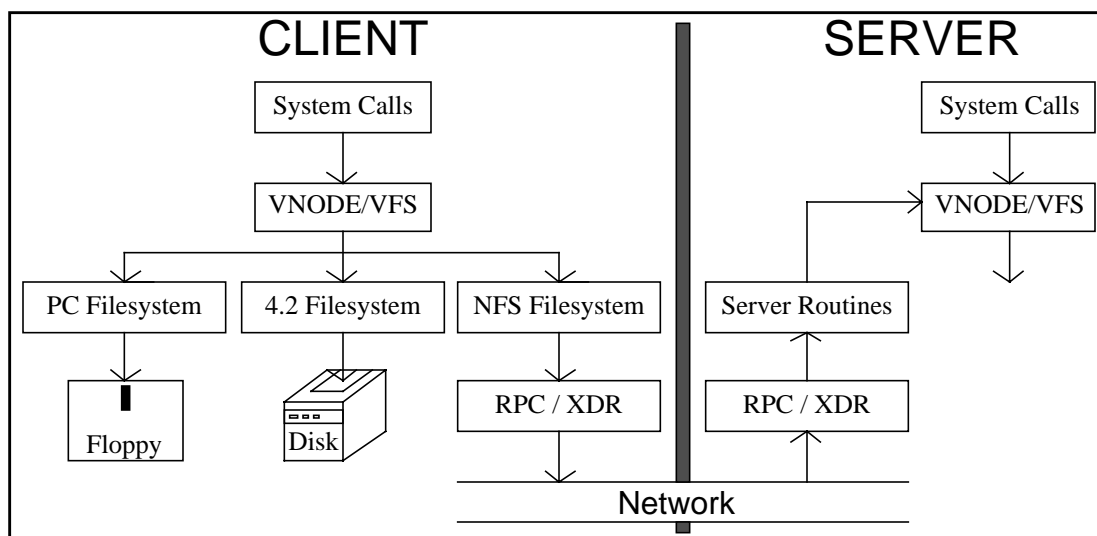 CLIENT
SERVER
System Calls
System Calls
VNODE/VFS
VNODE/VFS
PC Filesystem
4.2 Filesystem
NFS Filesystem
Server Routines
Floppy
Disk
RPC / XDR
RPC / XDR
Network